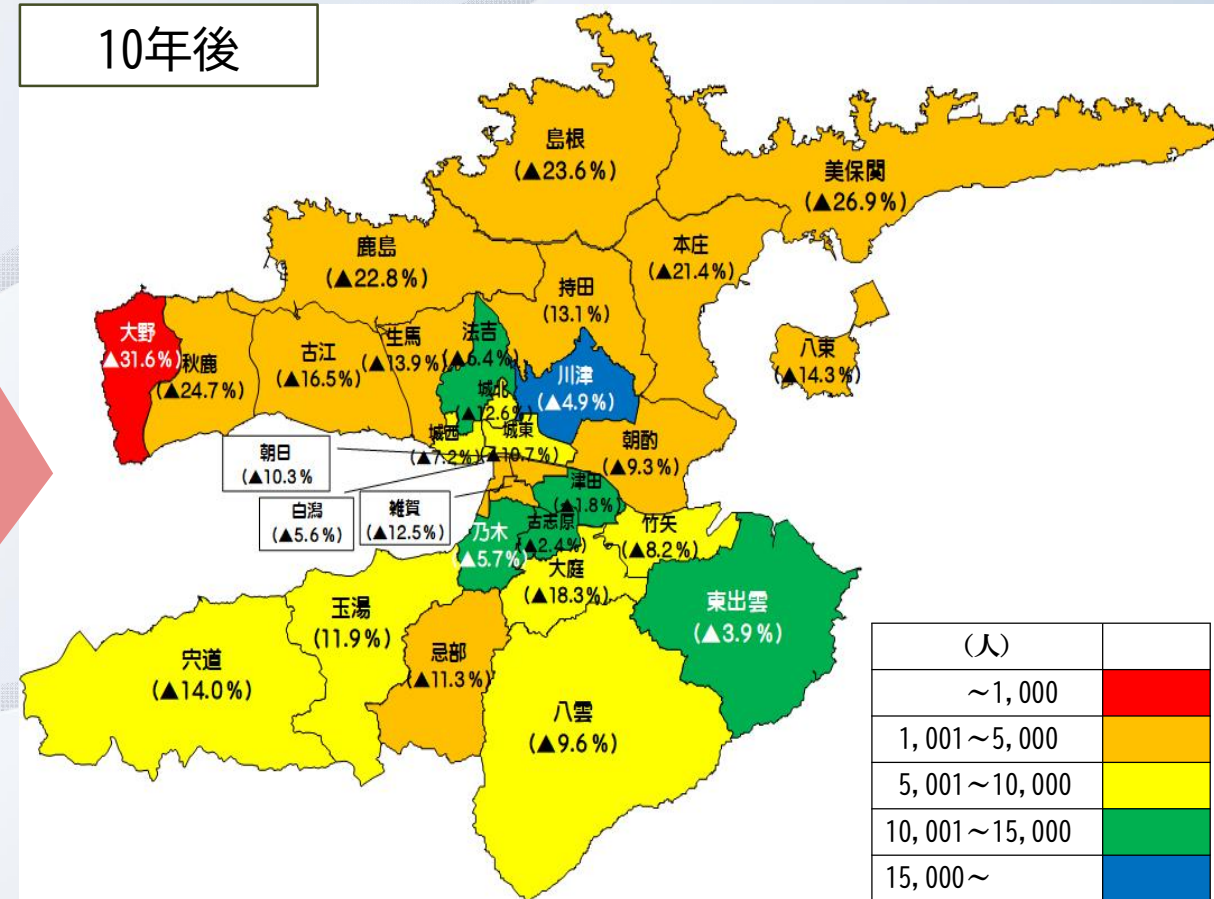 10年後
島根
(▲23.6%)
美保関
(▲26.9%)
鹿島
(▲22.8%)
本庄
(▲21.4%)
持田
(13.1%)
大野
(▲31.6%)
秋鹿
(▲24.7%)
古江
(▲16.5%)
生馬
(▲13.9%)
法吉
(▲6.4%)
川津
(▲4.9%)
八束
(▲14.3%)
城北
(▲12.6%)
城西
(▲7.2%)
城東
(▲10.7%)
朝酌
(▲9.3%)
朝日
(▲10.3%
白潟
(▲5.6%)
雑賀
(▲12.5%)
津田
(▲1.8%)
古志原
(▲2.4%)
乃木
(▲5.7%)
竹矢
(▲8.2%)
大庭
(▲18.3%)
東出雲
(▲3.9%)
玉湯
(11.9%)
宍道
(▲14.0%)
忌部
(▲11.3%)
八雲
(▲9.6%)
(人)
～1,000
1,001～5,000
5,001～10,000
10,001～15,000
15,000～